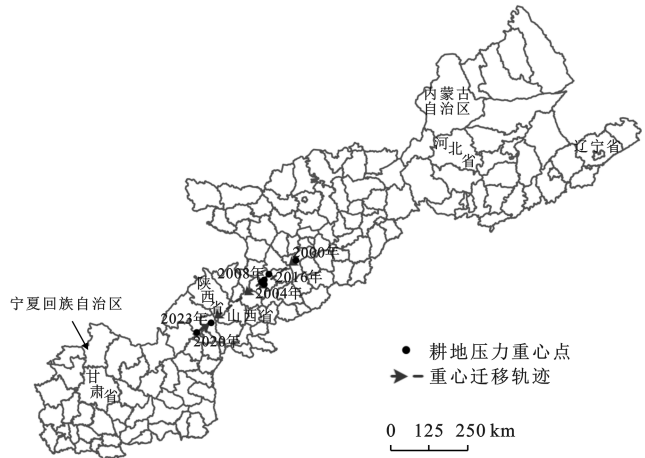 内蒙古
自治区
河北省
辽宁省
2000年
2008年
2016年
2004年
陕西省
山西省
2023年
2020年
宁夏回族自治区
甘肃省
耕地压力重心点
重心迁移轨迹
0 125 250 km